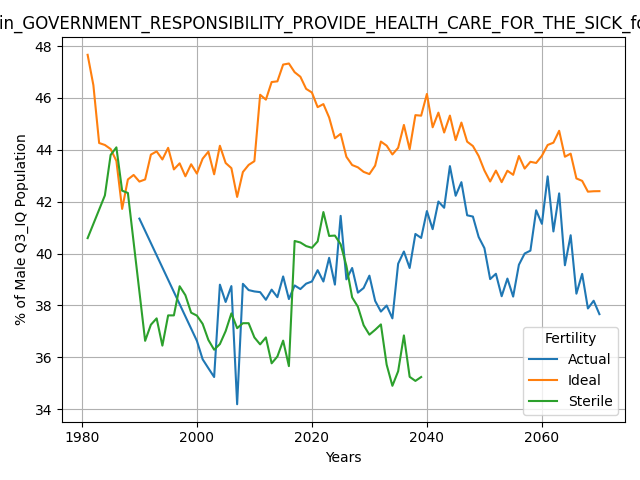 in_GOVERNMENT_RESPONSIBILITY_PROVIDE_HEALTH_CARE_FOR_THE_SICK_fo
48
46
44
42
40
38
36
34
% of Male Q3_IQ Population
1980 2000 2020 2040 2060
Years
Fertility
Actual
Ideal
Sterile